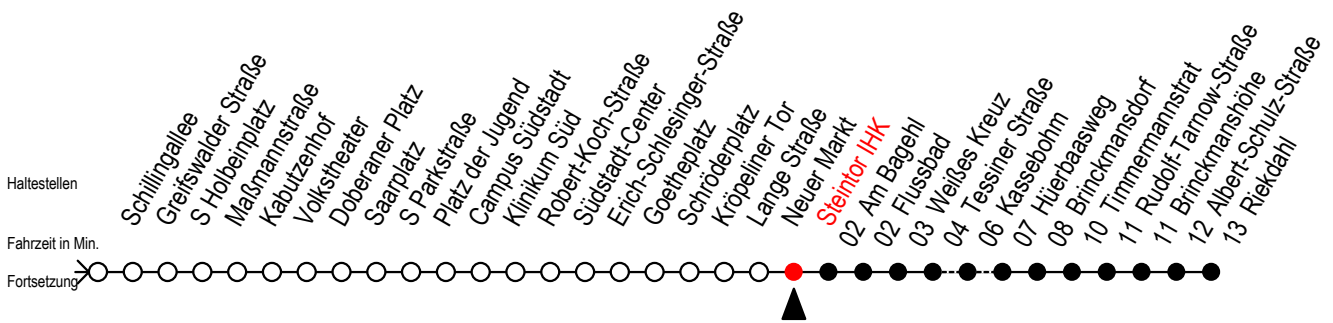 Haltestellen
Schillingallee
Greifswalder Straße
S Holbeinplatz
Maßmannstraße
Kabutzenhof
Volkstheater
Doberaner Platz
Saarplatz
S Parkstraße
Platz der Jugend
Campus Südstadt
Klinikum Süd
Robert-Koch-Straße
Südstadt-Center
Erich-Schlesinger-Straße
Goetheplatz
Schröderplatz
Kröpeliner Tor
Lange Straße
Neuer Markt
Steintor IHK
02 Am Bagehl
02 Flussbad
03 Weißes Kreuz
04 Tessiner Straße
06 Kassebohm
07 Hüerbaasweg
08 Brinckmansdorf
10 Timmermannstrat
11 Rudolf-Tarnow-Straße
11 Brinckmanshöhe
12 Albert-Schulz-Straße
13 Riekdahl
Fahrzeit in Min.
Fortsetzung